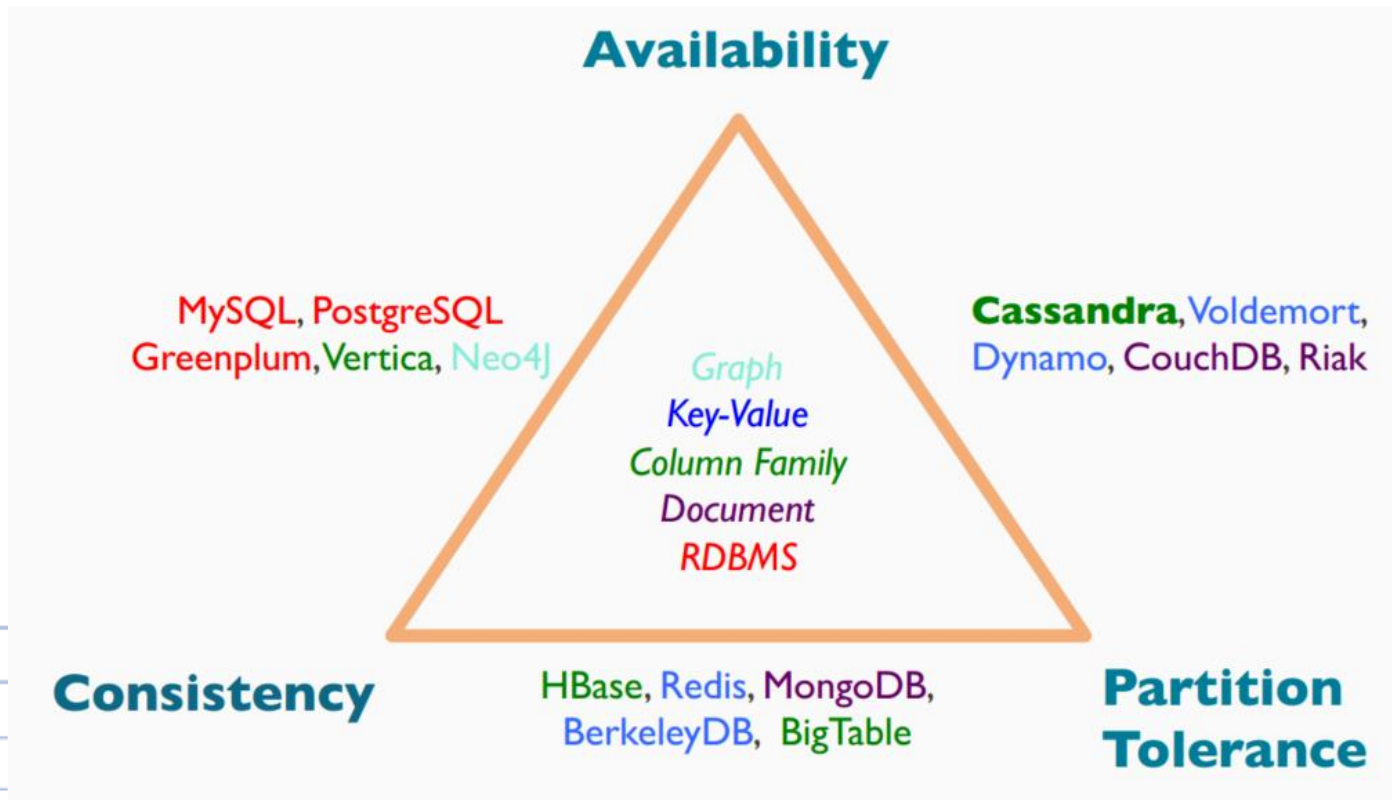 Availability
MySQL, PostgreSQL
Greenplum, Vertica, Neo4J
Cassandra, Voldemort,
Dynamo, CouchDB, Riak
Graph
Key-Value
Column Family
Document
RDBMS
Consistency
HBase, Redis, MongoDB,
BerkeleyDB, BigTable
Partition
Tolerance